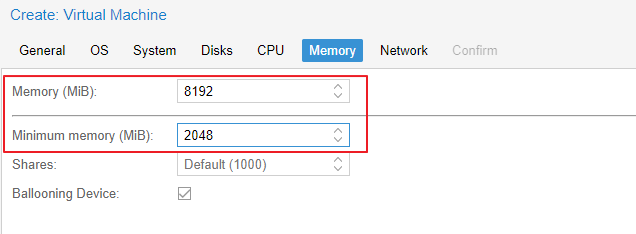 Create: Virtual Machine
General OS System Disks CPU Memory Network Confirm
Memory (MiB): 8192
Minimum memory (MiB): 2048
Shares: Default (1000)
Ballooning Device: